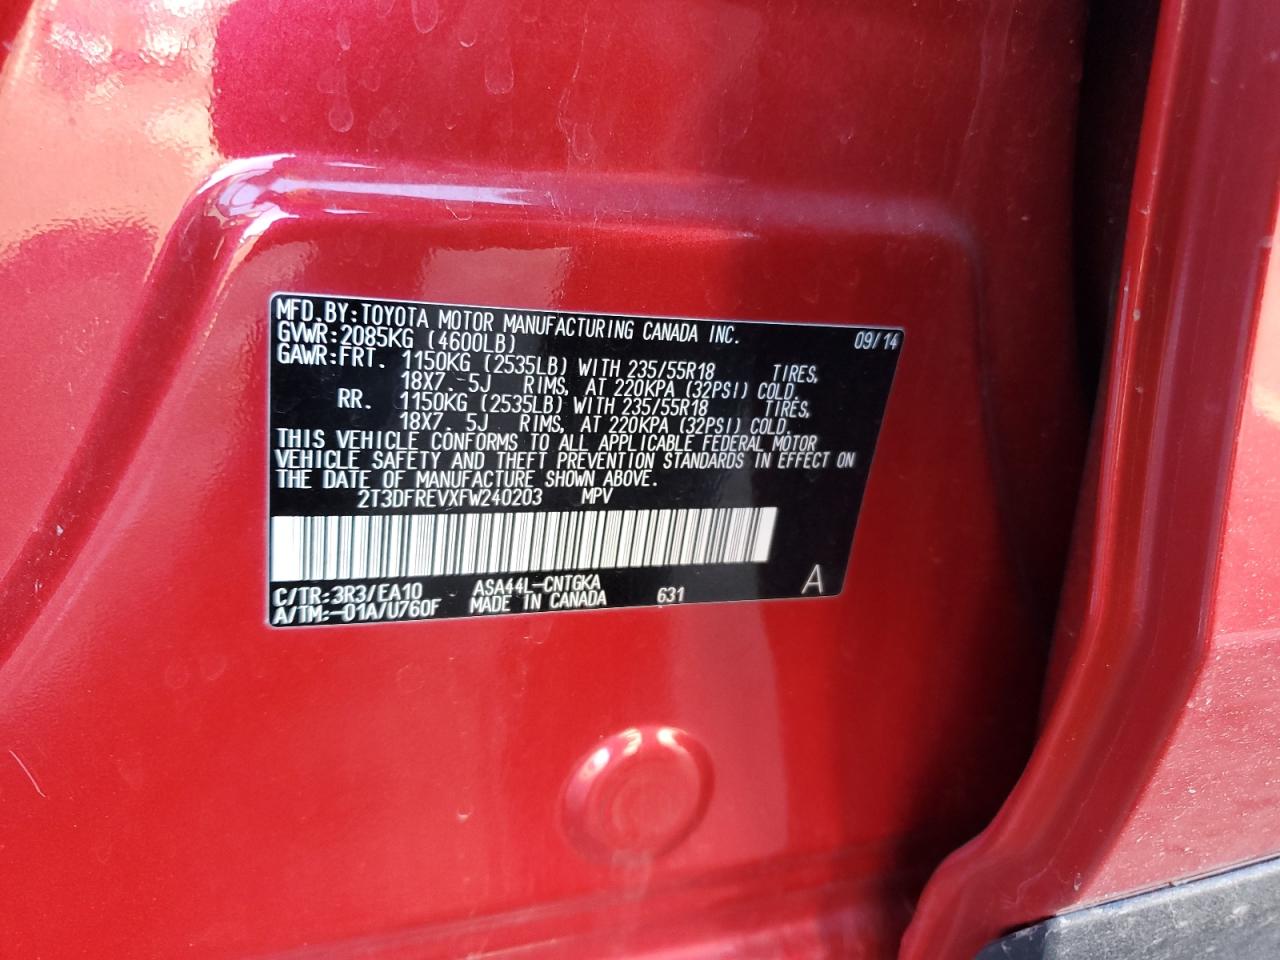 MFD.BY:TOYOTA MOTOR MANUFACTURING CANADA INC. 09/14
GVWR:2085KG (4600LB)
GAWR:FRT. 1150KG (2535LB) WITH 235/55R18 TIRES,
18X7.-5J RIMS, AT 220KPA (32PSI) COLD.
RR. 1150KG (2535LB) WITH 235/55R18 TIRES,
18X7.5J RIMS, AT 220KPA (32PSI) COLD.
THIS VEHICLE CONFORMS TO ALL APPLICABLE FEDERAL MOTOR
VEHICLE SAFETY AND THEFT PREVENTION STANDARDS IN EFFECT ON
THE DATE OF MANUFACTURE SHOWN ABOVE.
2T3DFREVXFW240203 MPV
C/TR:3R3/EA10 ASA44L-CNTGKA A
A/TM:-01A/U760F MADE IN CANADA 631